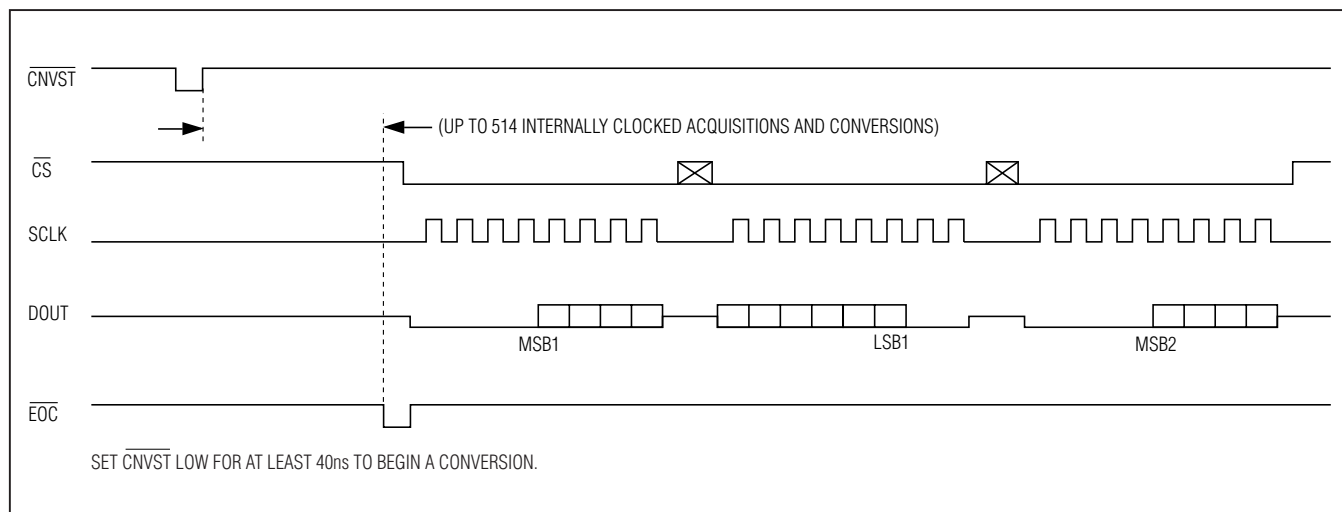 CNVST
(UP TO 514 INTERNALLY CLOCKED ACQUISITIONS AND CONVERSIONS)
CS
SCLK
DOUT
MSB1
LSB1
MSB2
EOC
SET CNVST LOW FOR AT LEAST 40ns TO BEGIN A CONVERSION.